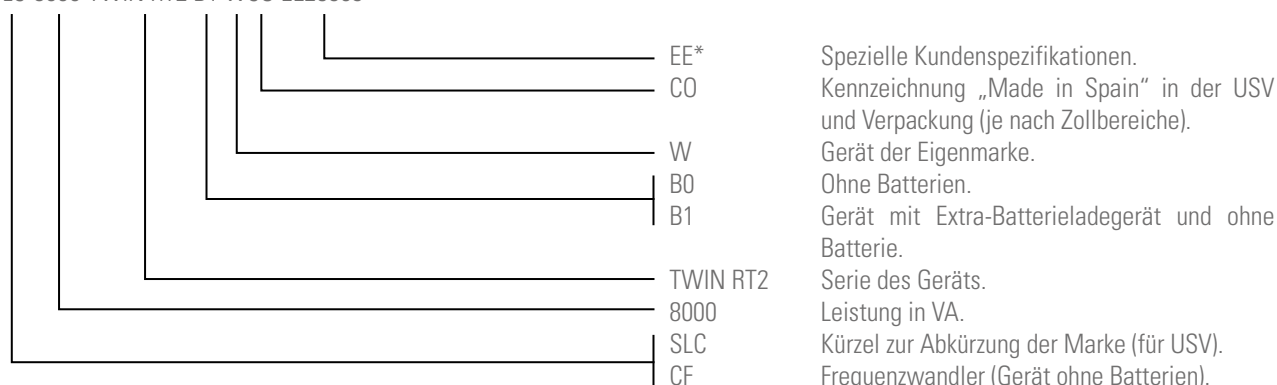 EE* Spezielle Kundenspezifikationen.
CO Kennzeichnung „Made in Spain“ in der USV
und Verpackung (je nach Zollbereiche).
W Gerät der Eigenmarke.
B0 Ohne Batterien.
B1 Gerät mit Extra-Batterieladegerät und ohne
Batterie.
TWIN RT2 Serie des Geräts.
8000 Leistung in VA.
SLC Kürzel zur Abkürzung der Marke (für USV).
CF Frequenzwandler (Gerät ohne Batterien).